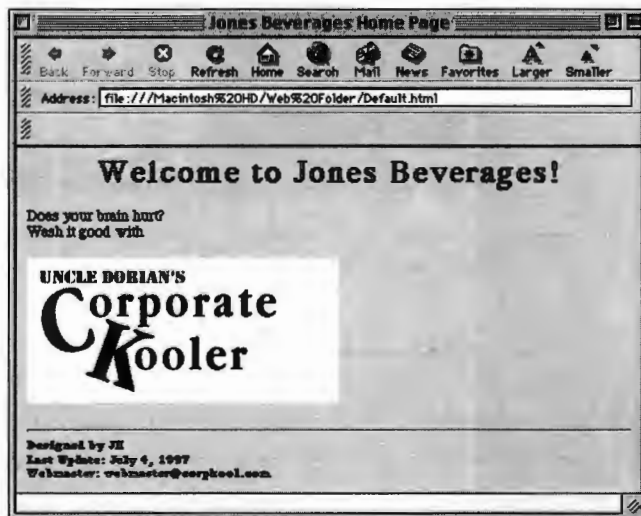 Jones Beverages Home Page
Back Forward Stop Refresh Home Search Mail News Favorites Larger Smaller
Address: file:///Macintosh%20HD/Web%20Folder/Default.html
Welcome to Jones Beverages!
Does your brain hurt?
Wash it good with
UNCLE DORIAN'S
Corporate
Kooler
Designed by
Last Update: July 4, 1997
Webmaster: webmaster@corpkool.com